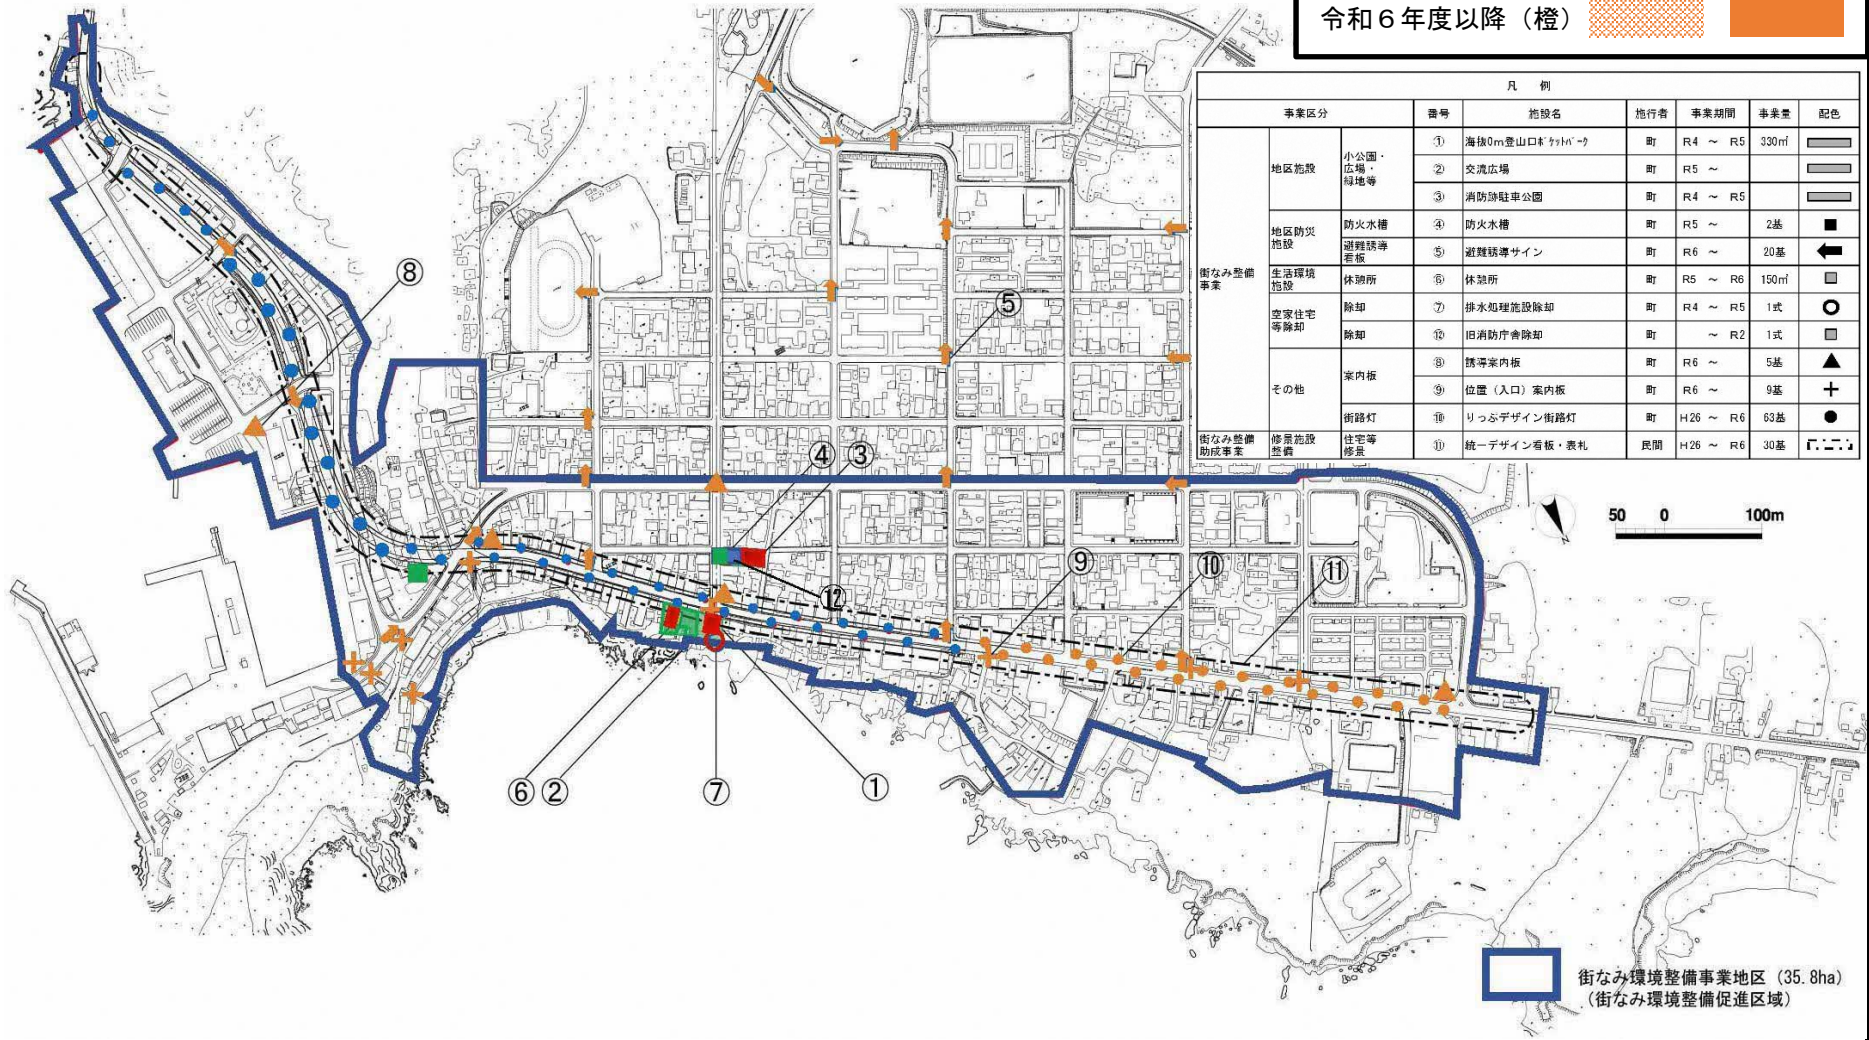 令和６年度以降（橙）
凡　例
事業区分 番号 施設名 施行者 事業期間 事業量 配色
街なみ整備事業 地区施設 小公園・広場・緑地等 ① 海抜0m登山口ﾎﾟｹｯﾄﾊﾟｰｸ 町 R4 ～ R5 330㎡
② 交流広場 町 R5 ～
③ 消防跡駐車公園 町 R4 ～ R5
地区防災施設 防火水槽 ④ 防火水槽 町 R5 ～ 2基
避難誘導看板 ⑤ 避難誘導サイン 町 R6 ～ 20基
生活環境施設 休憩所 ⑥ 休憩所 町 R5 ～ R6 150㎡
空家住宅等除却 除却 ⑦ 排水処理施設除却 町 R4 ～ R5 1式
除却 ⑫ 旧消防庁舎除却 町 ～ R2 1式
その他 案内板 ⑧ 誘導案内板 町 R6 ～ 5基
⑨ 位置（入口）案内板 町 R6 ～ 9基
街路灯 ⑩ りっぷデザイン街路灯 町 H26 ～ R6 63基
街なみ整備助成事業 修景施設整備 住宅等修景 ⑪ 統一デザイン看板・表札 民間 H26 ～ R6 30基
⑧
⑤
④ ③
50 0 100m
⑨ ⑩ ⑪
⑫
⑥ ② ⑦ ①
街なみ環境整備事業地区（35.8ha）
（街なみ環境整備促進区域）